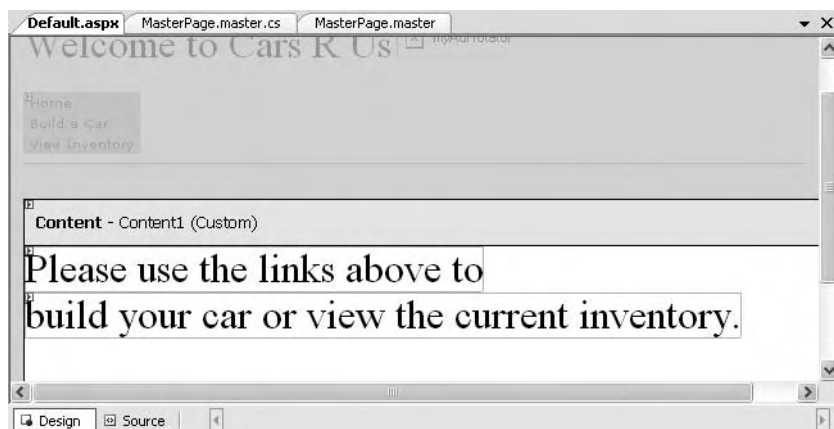 Default.aspx MasterPage.master.cs MasterPage.master
Welcome to Cars R Us myAdRotator
Home
Build a Car
View Inventory
Content - Content1 (Custom)
Please use the links above to
build your car or view the current inventory.
Design Source